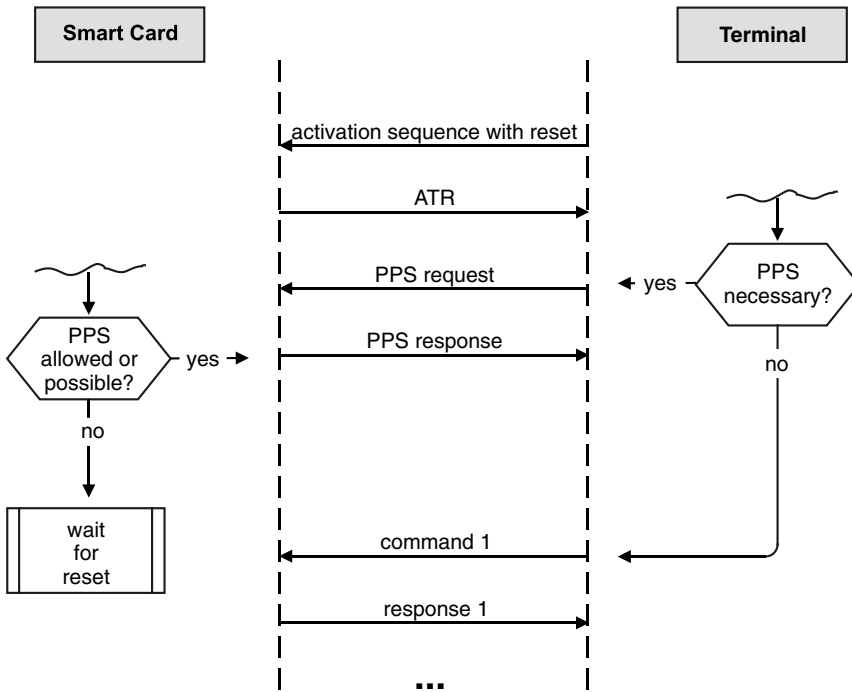 Smart Card
Terminal
activation sequence with reset
ATR
PPS request
yes
PPS
necessary?
PPS
allowed or
possible?
yes
PPS response
no
no
wait
for
reset
command 1
response 1
...